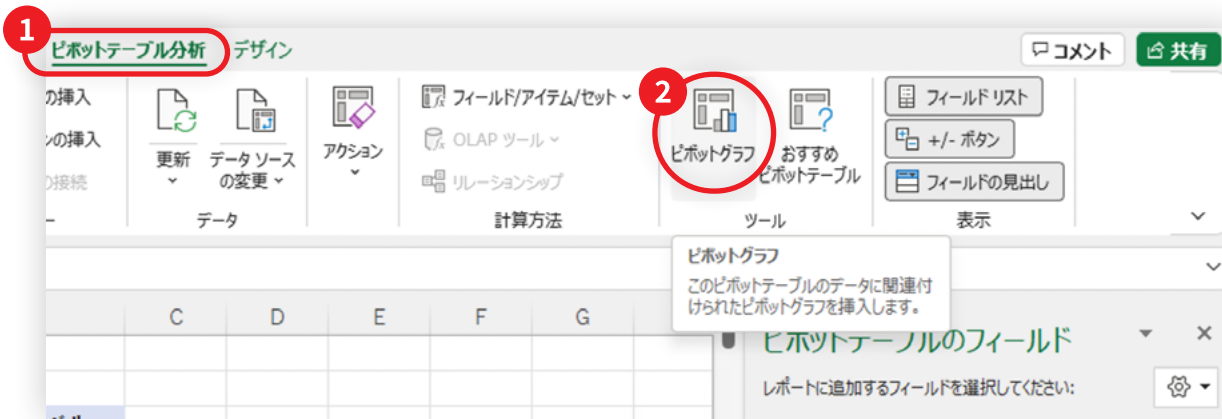 1
ピボットテーブル分析 デザイン
コメント 共有
の挿入
ンの挿入
の接続
更新
データ ソース
の変更
データ
アクション
フィールド/アイテム/セット
OLAP ツール
リレーションシップ
計算方法
2
ピボットグラフ
おすすめ
ピボットテーブル
ツール
フィールド リスト
+/- ボタン
フィールドの見出し
表示
ピボットグラフ
このピボットテーブルのデータに関連付
けられたピボットグラフを挿入します。
C D E F G
ピボットテーブルのフィールド
レポートに追加するフィールドを選択してください: